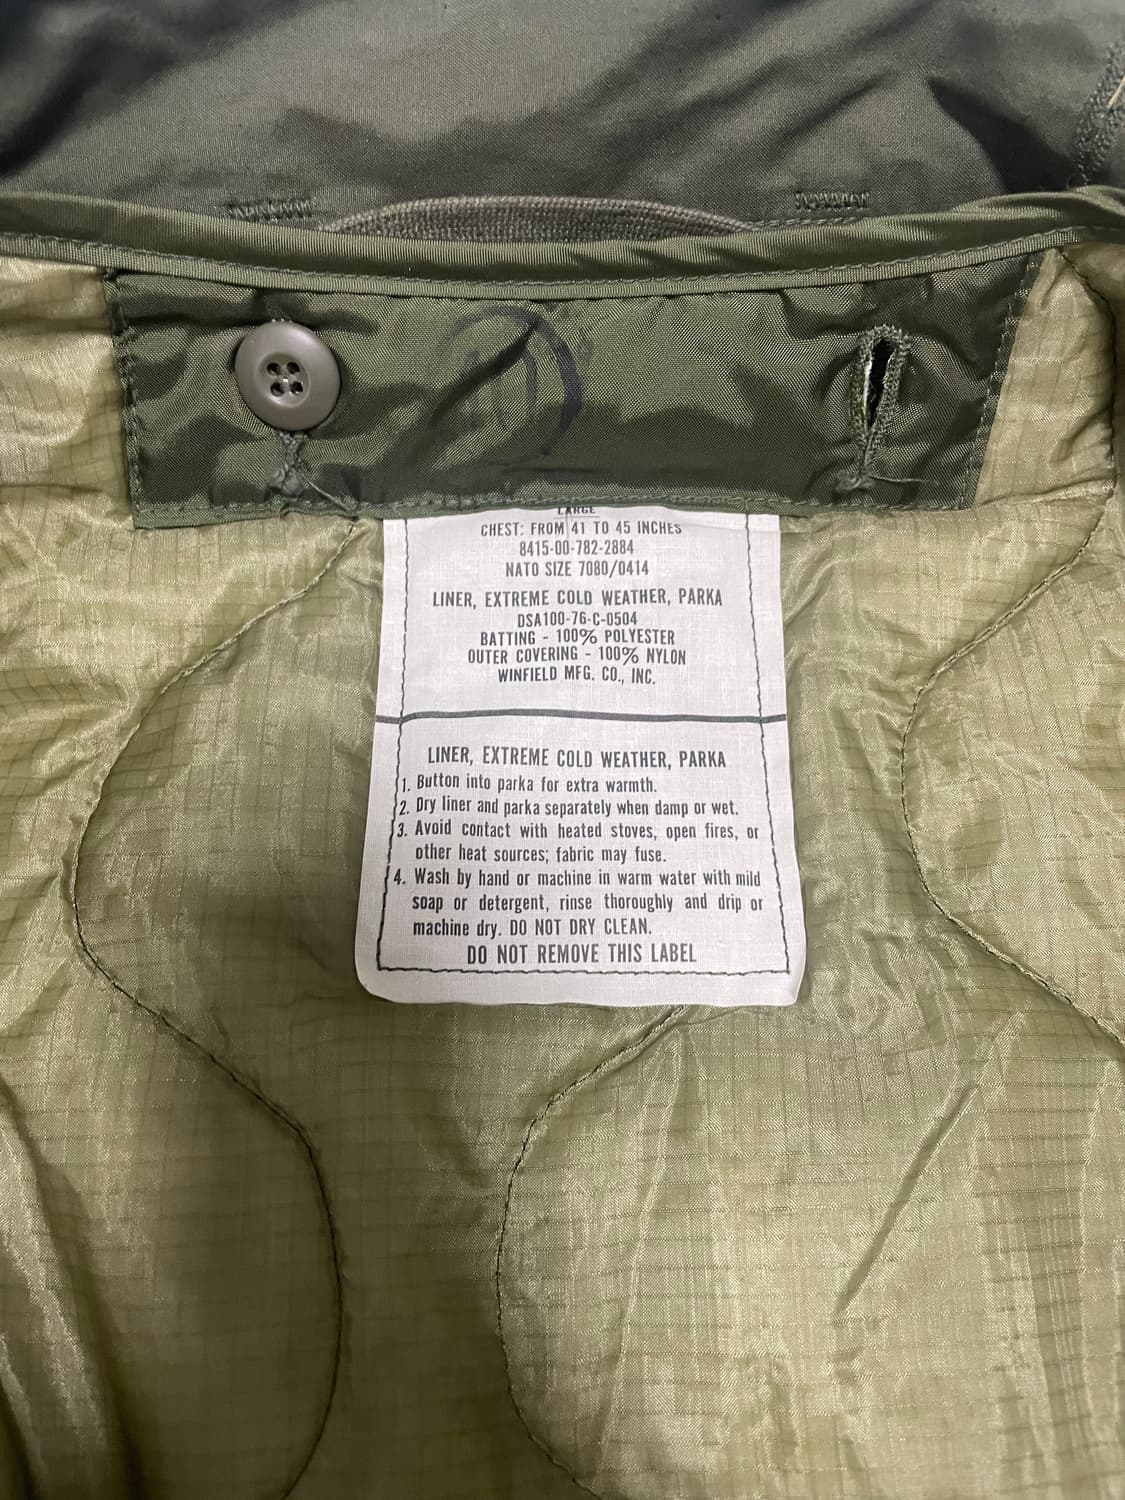 LARGE
CHEST: FROM 41 TO 45 INCHES
8415-00-782-2884
NATO SIZE 7080/0414
LINER, EXTREME COLD WEATHER, PARKA
DSA100-76-C-0504
BATTING - 100% POLYESTER
OUTER COVERING - 100% NYLON
WINFIELD MFG. CO., INC.
LINER, EXTREME COLD WEATHER, PARKA
1. Button into parka for extra warmth.
2. Dry liner and parka separately when damp or wet.
3. Avoid contact with heated stoves, open fires, or
other heat sources; fabric may fuse.
4. Wash by hand or machine in warm water with mild
soap or detergent, rinse thoroughly and drip or
machine dry. DO NOT DRY CLEAN.
DO NOT REMOVE THIS LABEL